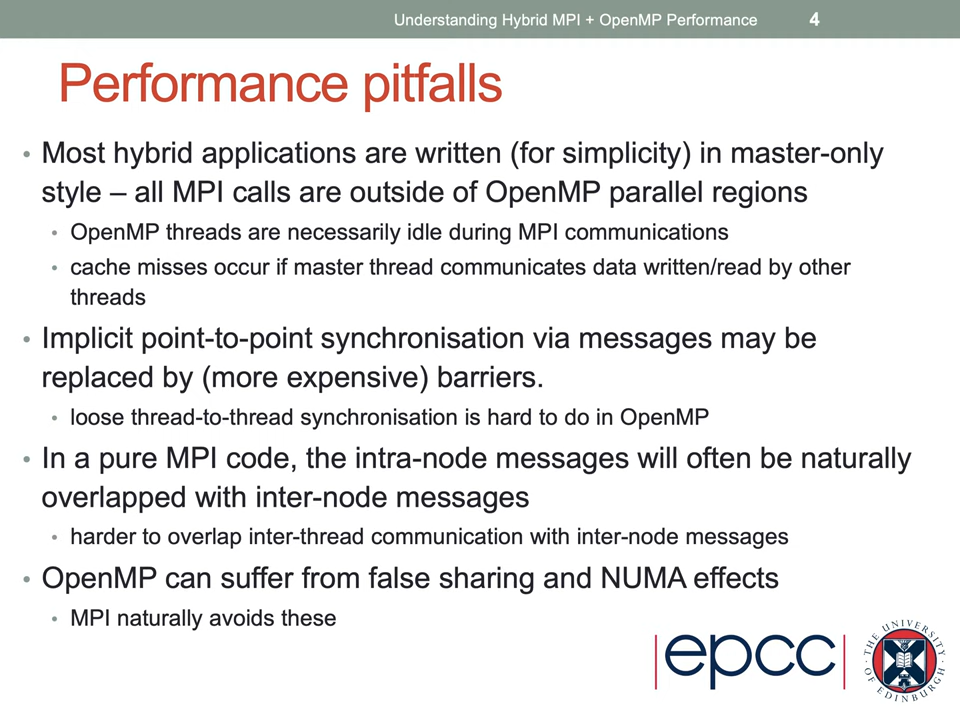 Understanding Hybrid MPI + OpenMP Performance 4
Performance pitfalls
• Most hybrid applications are written (for simplicity) in master-only
style – all MPI calls are outside of OpenMP parallel regions
• OpenMP threads are necessarily idle during MPI communications
• cache misses occur if master thread communicates data written/read by other
threads
• Implicit point-to-point synchronisation via messages may be
replaced by (more expensive) barriers.
• loose thread-to-thread synchronisation is hard to do in OpenMP
• In a pure MPI code, the intra-node messages will often be naturally
overlapped with inter-node messages
• harder to overlap inter-thread communication with inter-node messages
• OpenMP can suffer from false sharing and NUMA effects
• MPI naturally avoids these
epcc
THE UNIVERSITY
OF EDINBURGH